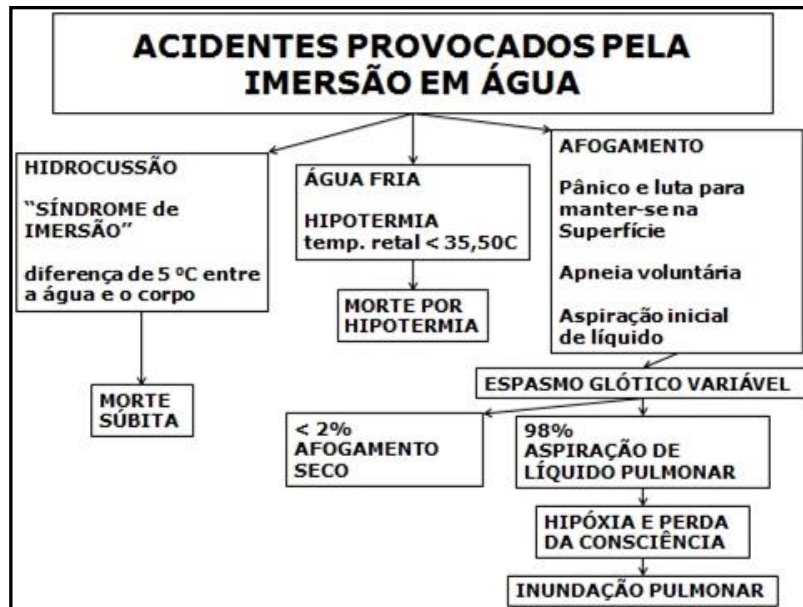 ACIDENTES PROVOCADOS PELA
IMERSÃO EM ÁGUA
HIDROCUSSÃO
"SÍNDROME de
IMERSÃO"
diferença de 5 ºC entre
a água e o corpo
MORTE
SÚBITA
ÁGUA FRIA
HIPOTERMIA
temp. retal < 35,50C
MORTE POR
HIPOTERMIA
AFOGAMENTO
Pânico e luta para
manter-se na
Superfície
Apneia voluntária
Aspiração inicial
de líquido
ESPASMO GLÓTICO VARIÁVEL
< 2%
AFOGAMENTO
SECO
98%
ASPIRAÇÃO DE
LÍQUIDO PULMONAR
HIPÓXIA E PERDA
DA CONSCIÊNCIA
INUNDAÇÃO PULMONAR